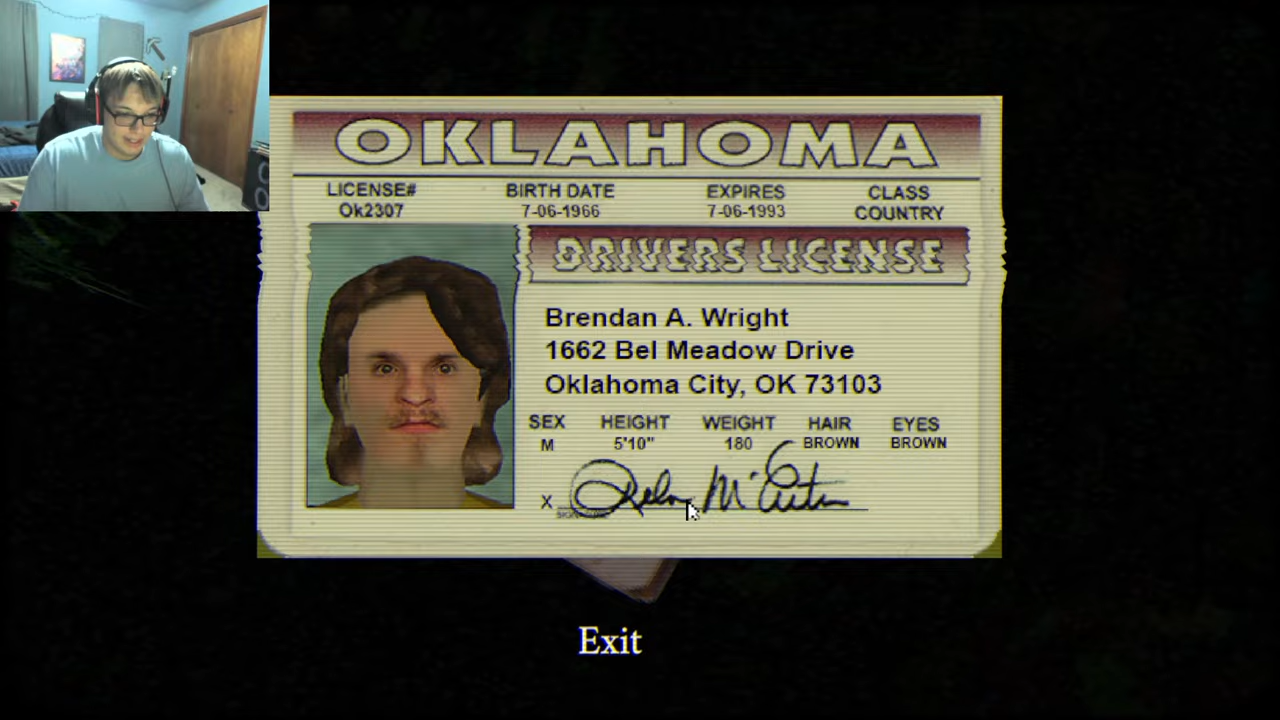 OKLAHOMA
LICENSE# BIRTH DATE EXPIRES CLASS
Ok2307 7-06-1966 7-06-1993 COUNTRY
DRIVERS LICENSE
Brendan A. Wright
1662 Bel Meadow Drive
Oklahoma City, OK 73103
SEX HEIGHT WEIGHT HAIR EYES
M 5'10" 180 BROWN BROWN
X
Exit